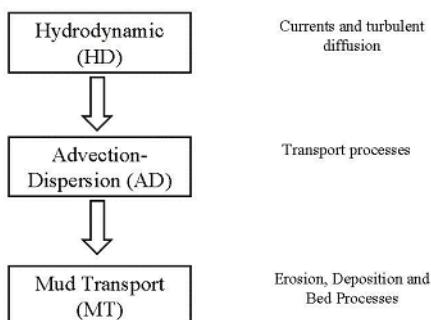 Hydrodynamic
(HD)
Currents and turbulent
diffusion
Advection-
Dispersion (AD)
Transport processes
Mud Transport
(MT)
Erosion, Deposition and
Bed Processes